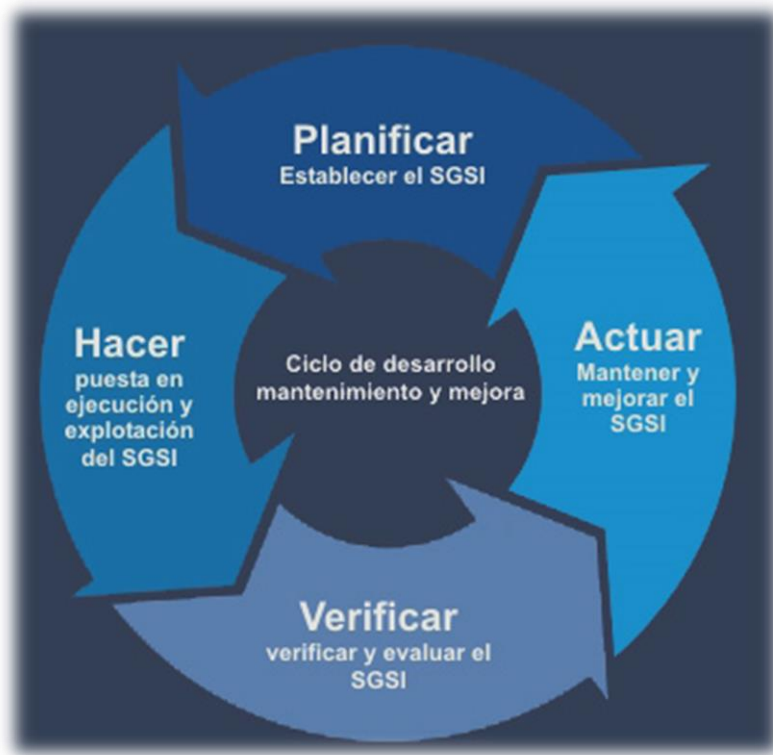 Planificar
Establecer el SGSI
Hacer
puesta en
ejecución y
explotación
del SGSI
Ciclo de desarrollo
mantenimiento y mejora
Actuar
Mantener y
mejorar el
SGSI
Verificar
verificar y evaluar el
SGSI